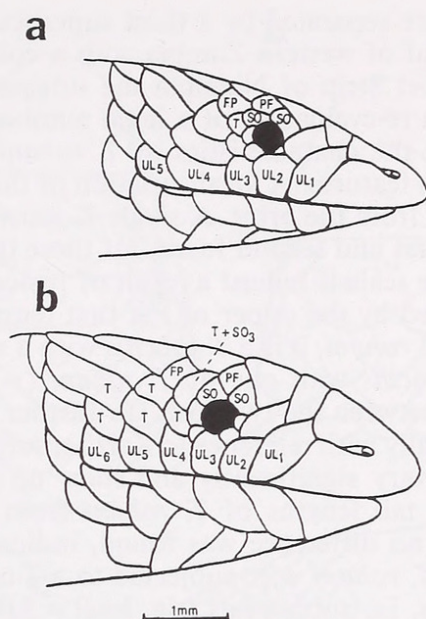 a
FP PF
T SO SO
UL5 UL4 UL3 UL2 UL1
b
T + SO3
T T FP PF
T T SO SO
UL6 UL5 UL4 UL3 UL2 UL1
1mm